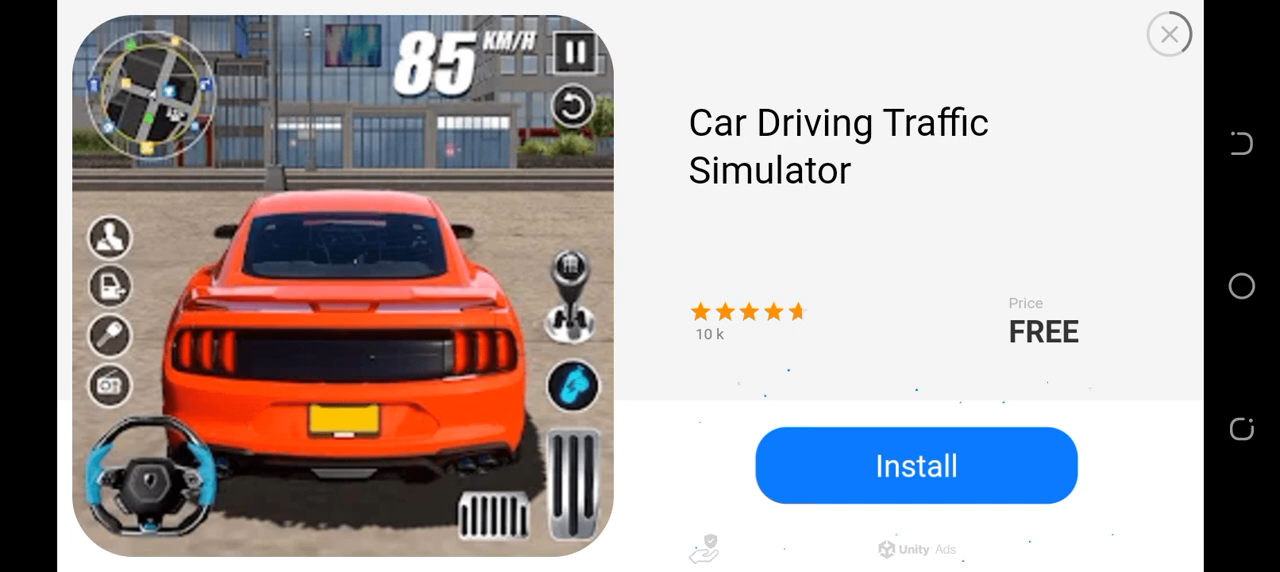 85 KM/H
Car Driving Traffic
Simulator
10 k
Price
FREE
Install
Unity Ads